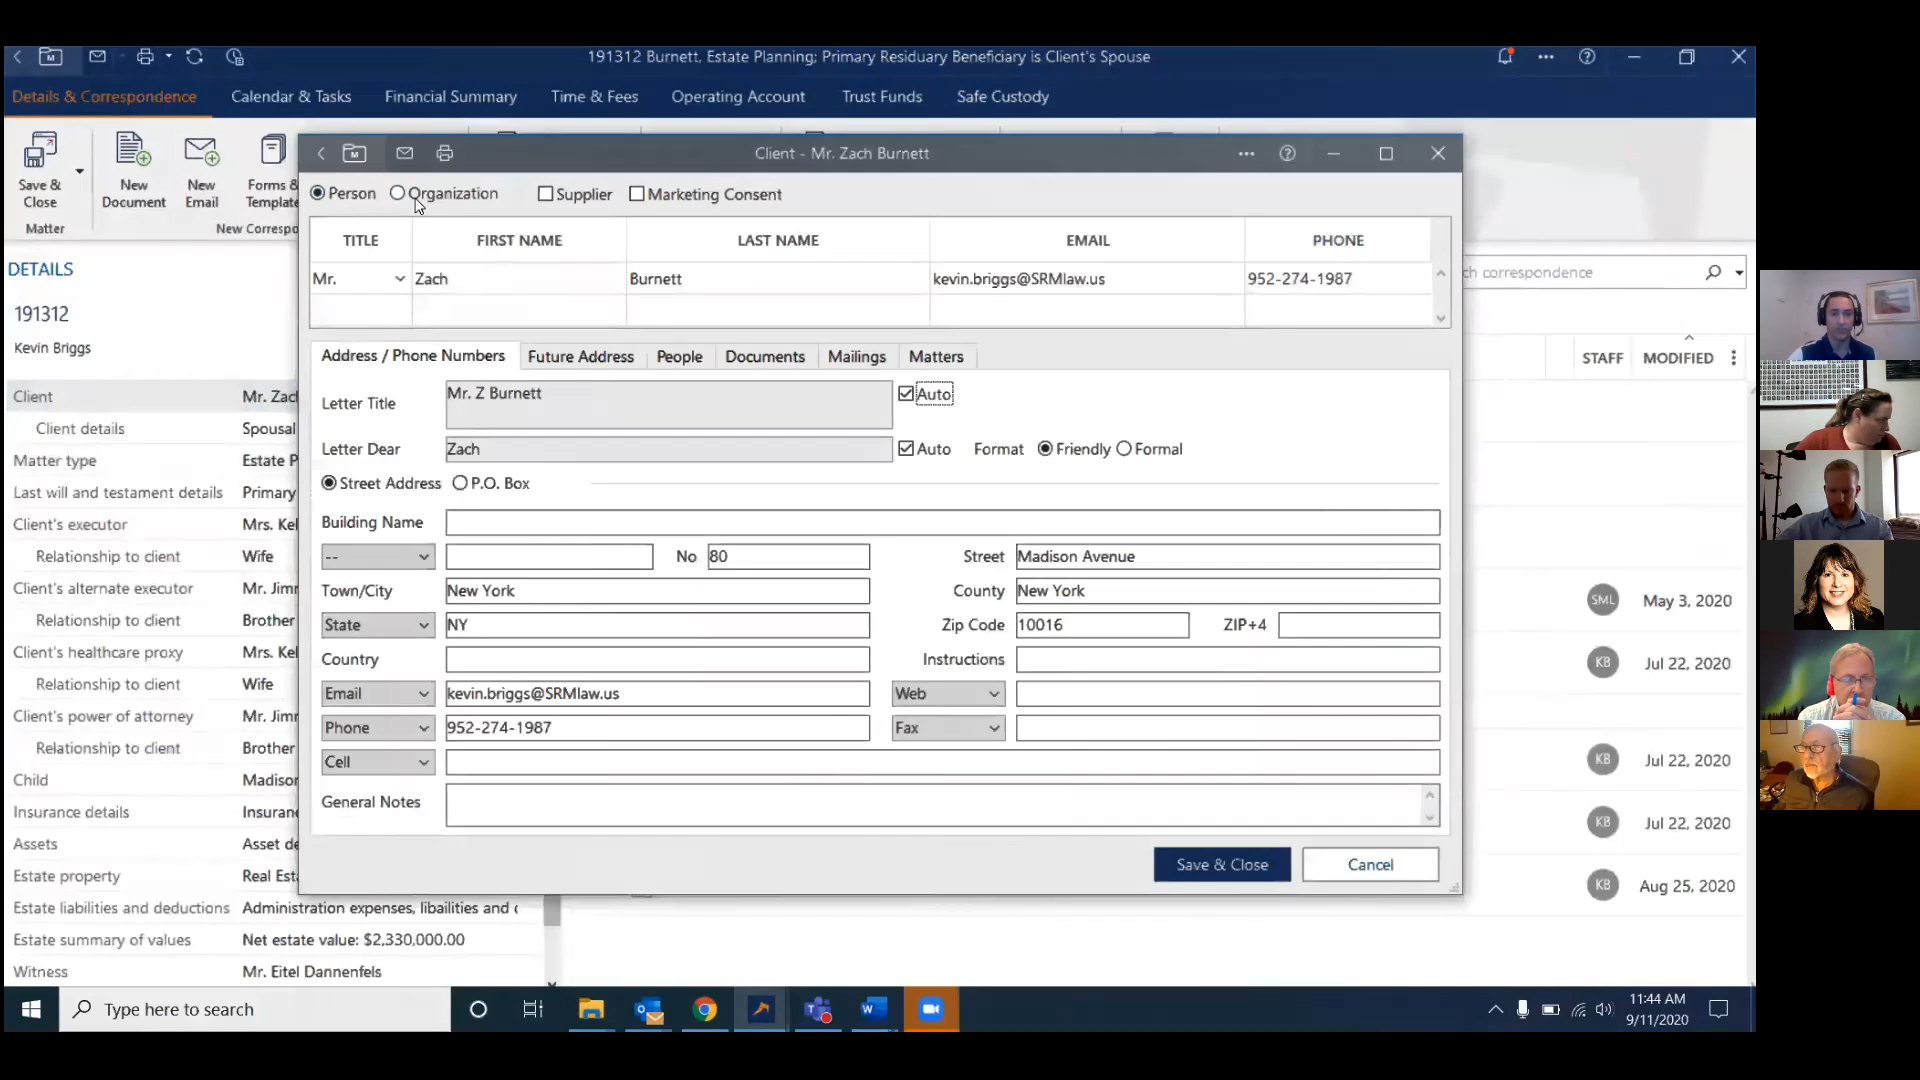 191312 Burnett, Estate Planning; Primary Residuary Beneficiary is Client's Spouse
Details & Correspondence Calendar & Tasks Financial Summary Time & Fees Operating Account Trust Funds Safe Custody
Save & Close
New Document
New Email
Forms &
Matter
New
DETAILS
191312
Kevin Briggs
Client Mr.
Client details Spousal
Matter type Estate
Last will and testament details Primary
Client's executor Mrs.
Relationship to client Wife
Client's alternate executor Mr.
Relationship to client Brother
Client's healthcare proxy Mrs.
Relationship to client Wife
Client's power of attorney Mr.
Relationship to client Brother
Child Madison
Insurance details
Assets Asset
Estate property Real
Estate liabilities and deductions Administration expenses, libailities and
Estate summary of values Net estate value: $2,330,000.00
Witness Mr. Eitel Dannenfels
Client - Mr. Zach Burnett
Person Organization Supplier Marketing Consent
TITLE FIRST NAME LAST NAME EMAIL PHONE
Mr. Zach Burnett kevin.briggs@SRMlaw.us 952-274-1987
Address / Phone Numbers Future Address People Documents Mailings Matters
Letter Title Mr. Z Burnett Auto
Letter Dear Zach Auto Format Friendly Formal
Street Address P.O. Box
Building Name
-- No 80 Street Madison Avenue
Town/City New York County New York
State NY Zip Code 10016 ZIP+4
Country Instructions
Email kevin.briggs@SRMlaw.us Web
Phone 952-274-1987 Fax
Cell
General Notes
Save & Close Cancel
correspondence
STAFF MODIFIED
SML May 3, 2020
KB Jul 22, 2020
KB Jul 22, 2020
KB Jul 22, 2020
KB Aug 25, 2020
Type here to search
11:44 AM
9/11/2020